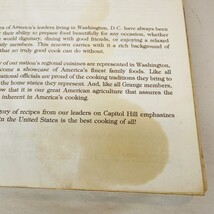 s of America's leaders living in Washington, D.C. have always been
their ability to prepare food beautifully for any occasion, whether
world dignitary, dining with good friends, or enjoying a relaxed
ily members. This renown carries with it a rich background of
that an truly good cook can do without.
y of our nation's regional cuisines are represented in Washington,
come a showcase of America's finest family foods. Like all
national officials are proud of the cooking traditions they bring to
the home states they represent. And, like all Grange members,
now that it is our great American agriculture that assures the
inherent in America's cooking.
ory of recipes from our leaders on Capitol Hill emphasizes
in the United States is the best cooking of all!